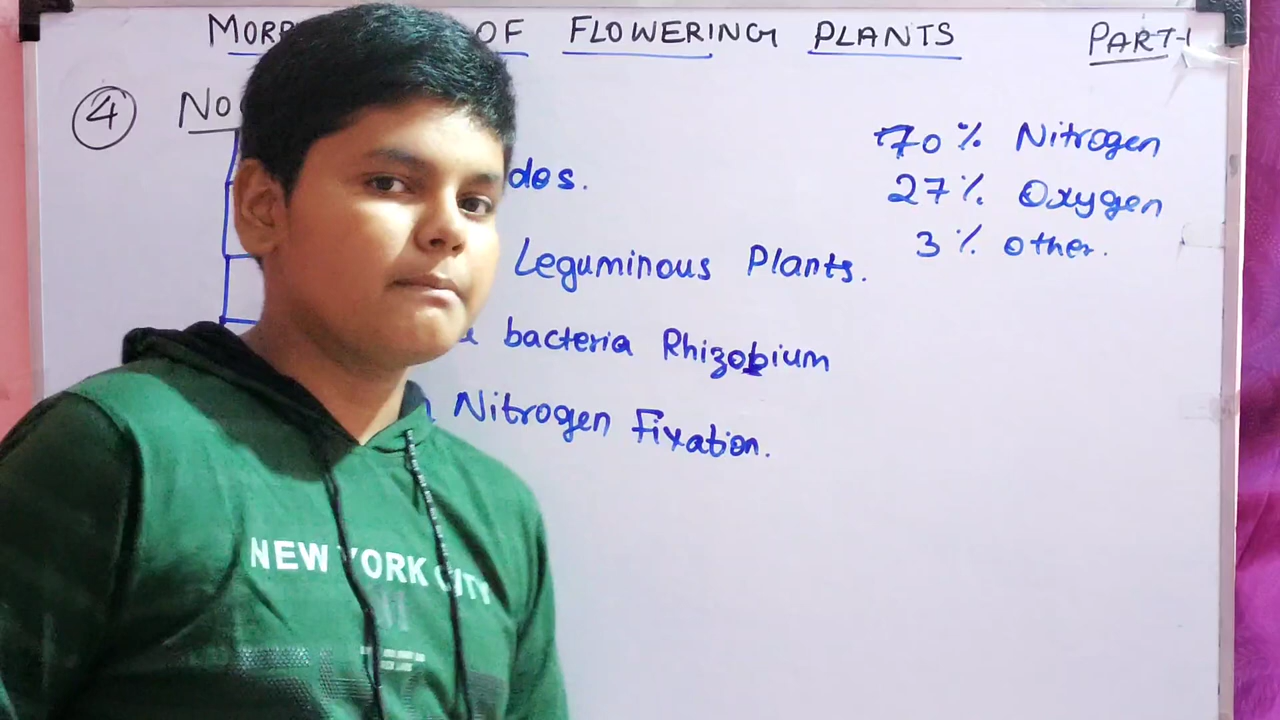 MORP OF FLOWERING PLANTS PART-1
4 No
dos.
Leguminous Plants.
bacteria Rhizobium
Nitrogen Fixation.
70% Nitrogen
27% Oxygen
3% other.
NEW YORK CITY